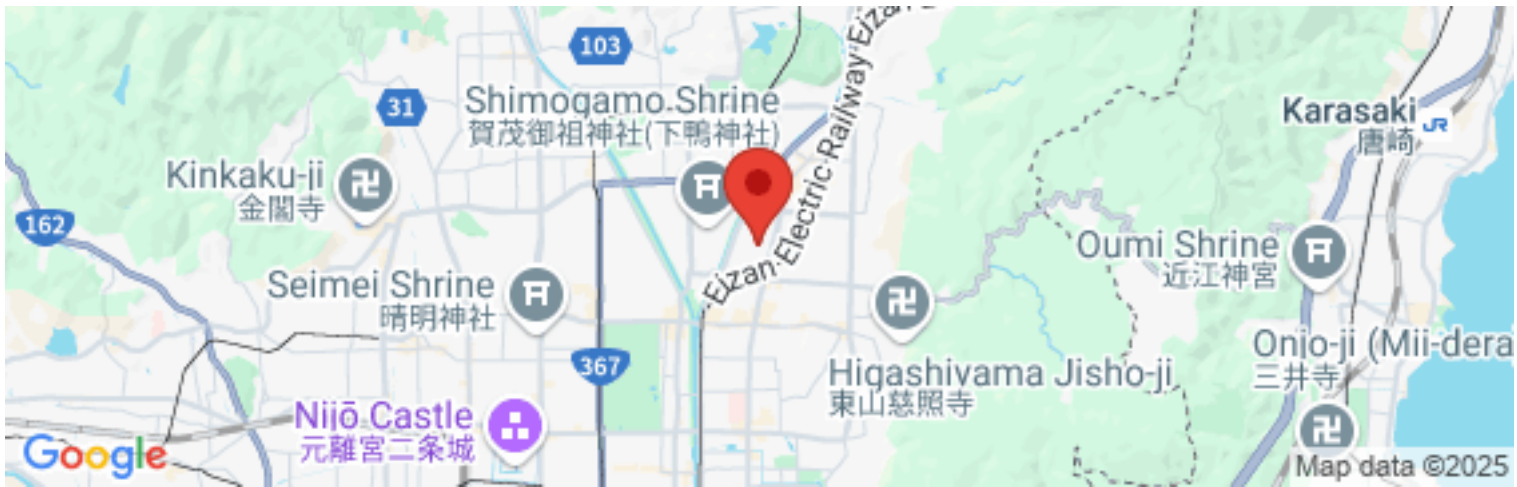 103
31
Shimogamo Shrine
賀茂御祖神社(下鴨神社)
Eizan Electric Railway
Karasaki
唐崎
JR
Kinkaku-ji
金閣寺
162
Oumi Shrine
近江神宮
Seimei Shrine
晴明神社
367
Higashiyama Jisho-ji
東山慈照寺
Onjo-ji (Mii-dera
三井寺
Nijō Castle
元離宮二条城
Google
Map data ©2025